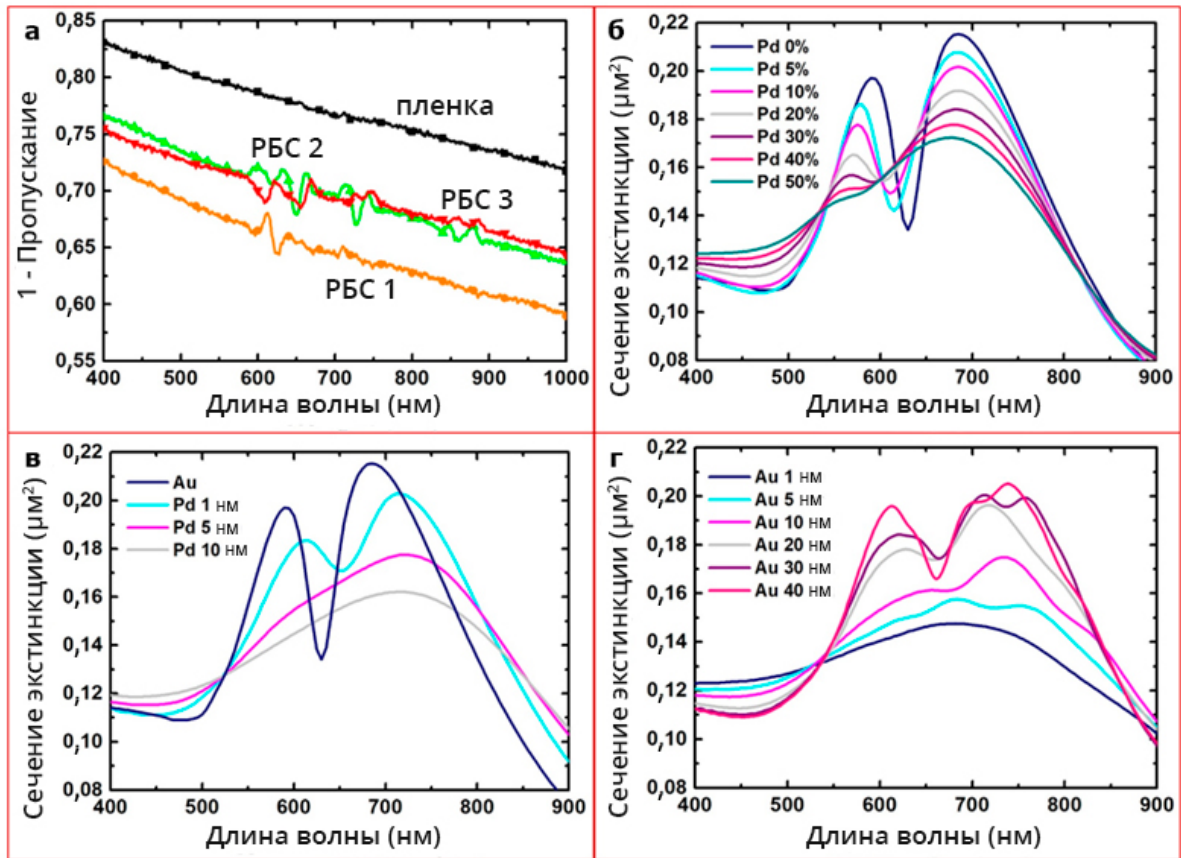 а
1 - Пропускание
0,85
0,80
0,75
0,70
0,65
0,60
0,55
пленка
РБС 2
РБС 3
РБС 1
400 500 600 700 800 900 1000
Длина волны (нм)
б
Сечение экстинкции (μм²)
0,22
0,20
0,18
0,16
0,14
0,12
0,10
0,08
Pd 0%
Pd 5%
Pd 10%
Pd 20%
Pd 30%
Pd 40%
Pd 50%
400 500 600 700 800 900
Длина волны (нм)
в
Сечение экстинкции (μм²)
0,22
0,20
0,18
0,16
0,14
0,12
0,10
0,08
Au
Pd 1 нм
Pd 5 нм
Pd 10 нм
400 500 600 700 800 900
Длина волны (нм)
г
Сечение экстинкции (μм²)
0,22
0,20
0,18
0,16
0,14
0,12
0,10
0,08
Au 1 нм
Au 5 нм
Au 10 нм
Au 20 нм
Au 30 нм
Au 40 нм
400 500 600 700 800 900
Длина волны (нм)